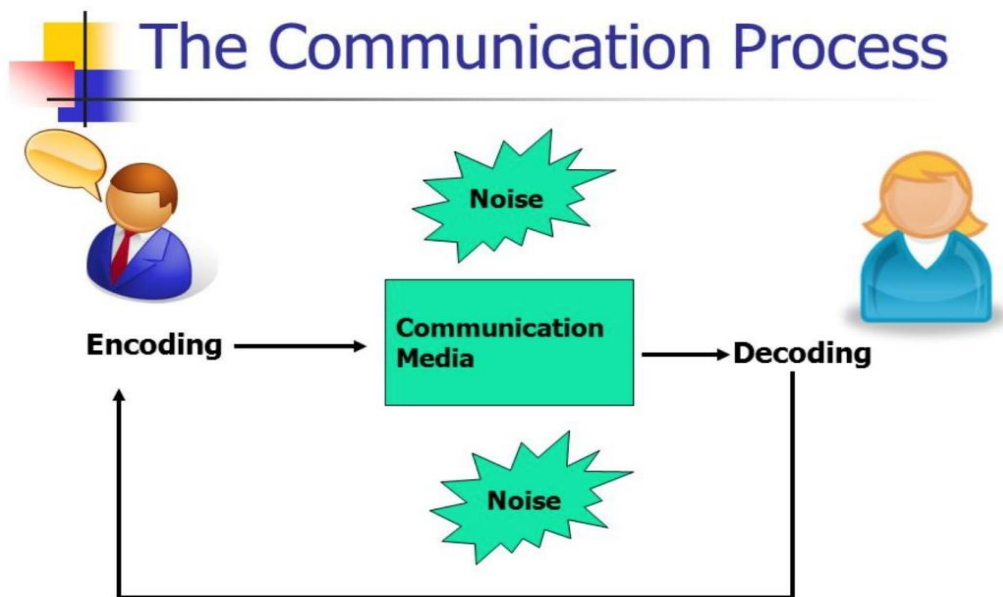 The Communication Process
Noise
Encoding
Communication
Media
Decoding
Noise